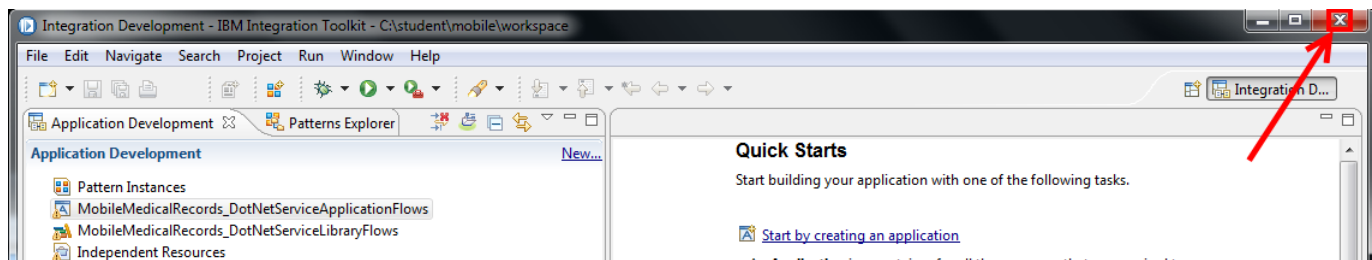 Integration Development - IBM Integration Toolkit - C:\student\mobile\workspace
File Edit Navigate Search Project Run Window Help
Integration D...
Application Development Patterns Explorer
Application Development New...
Pattern Instances
MobileMedicalRecords_DotNetServiceApplicationFlows
MobileMedicalRecords_DotNetServiceLibraryFlows
Independent Resources
Quick Starts
Start building your application with one of the following tasks.
Start by creating an application